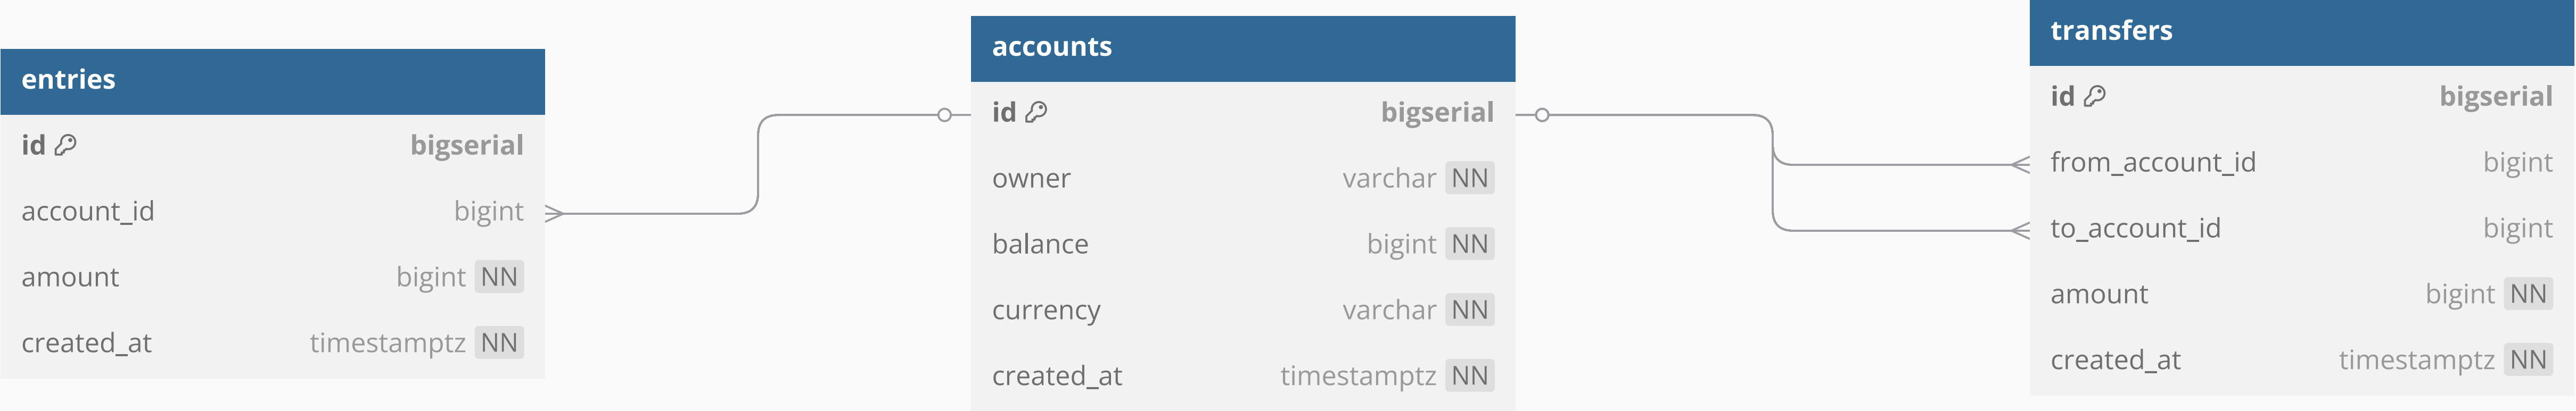 entries
id bigserial
account_id bigint
amount bigint NN
created_at timestamptz NN
accounts
id bigserial
owner varchar NN
balance bigint NN
currency varchar NN
created_at timestamptz NN
transfers
id bigserial
from_account_id bigint
to_account_id bigint
amount bigint NN
created_at timestamptz NN